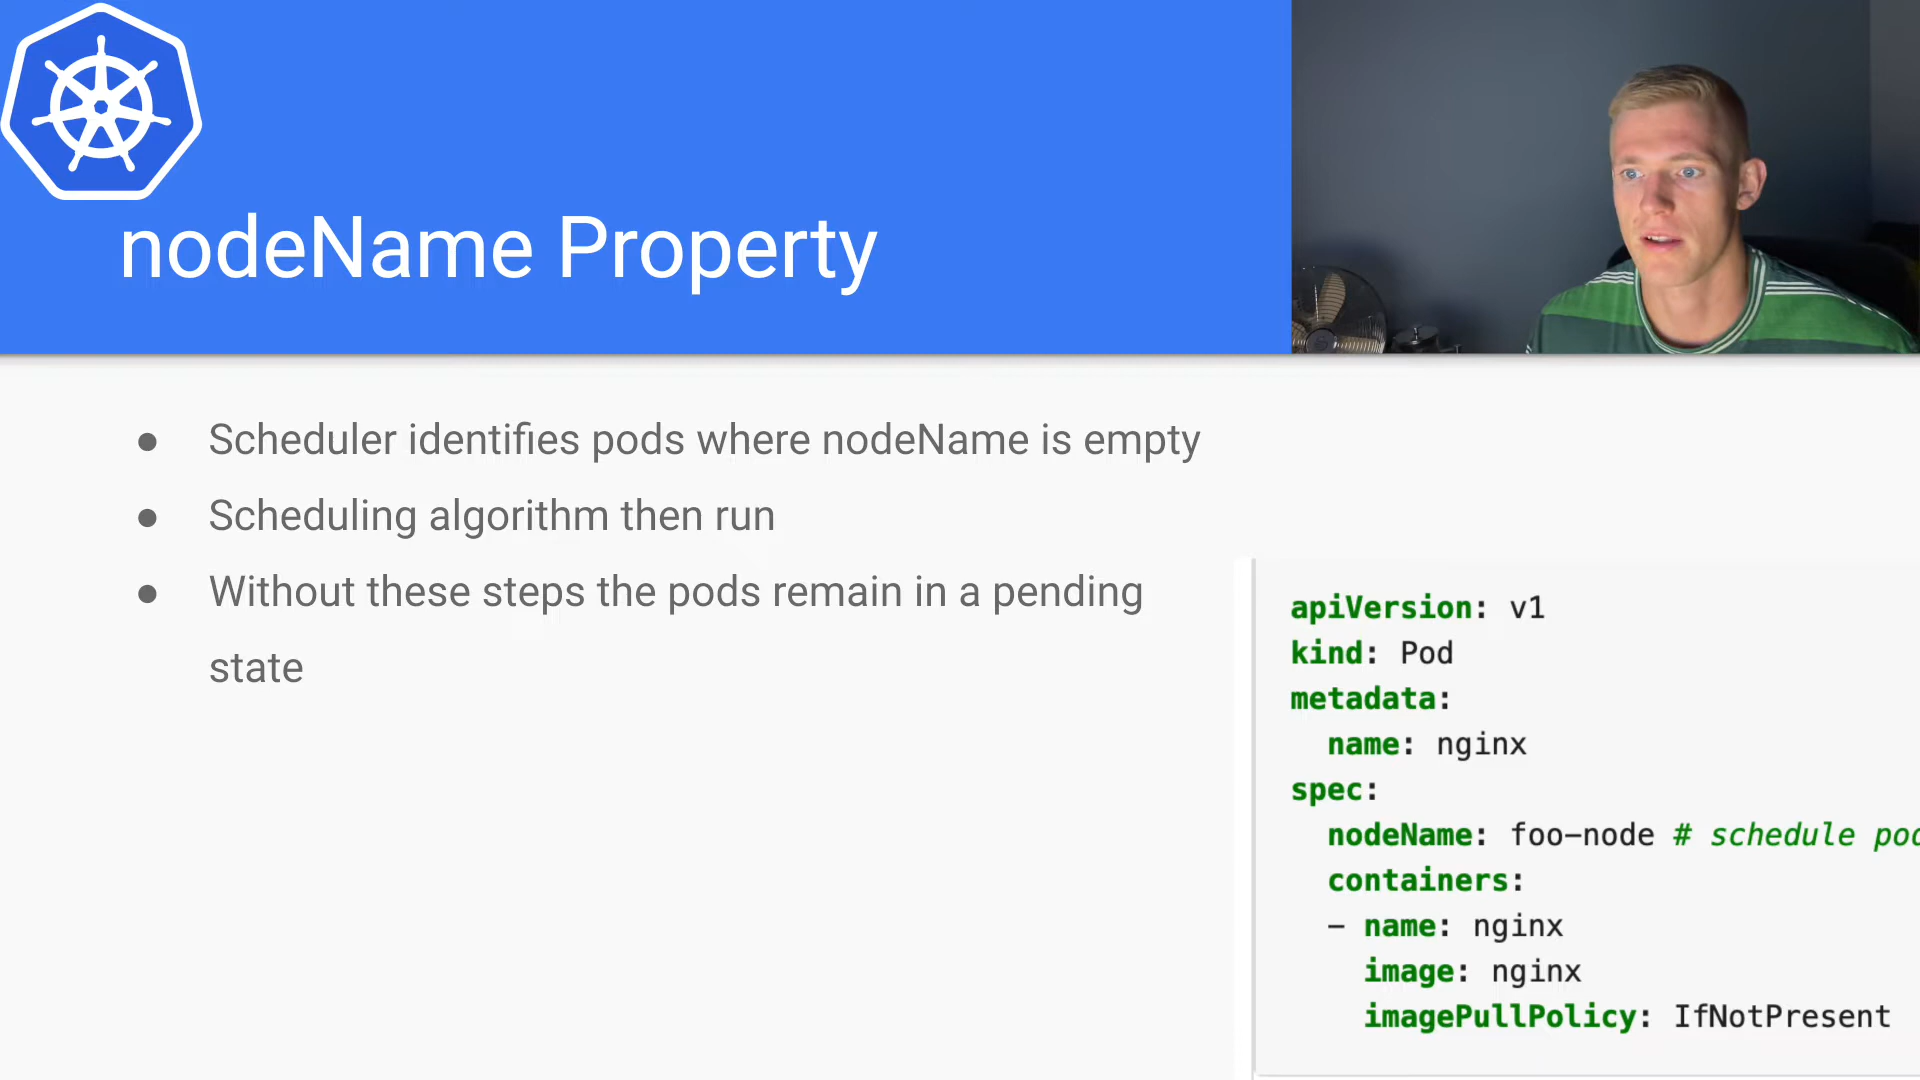 nodeName Property
● Scheduler identifies pods where nodeName is empty
● Scheduling algorithm then run
● Without these steps the pods remain in a pending
state
apiVersion: v1
kind: Pod
metadata:
  name: nginx
spec:
  nodeName: foo-node # schedule
  containers:
  - name: nginx
    image: nginx
    imagePullPolicy: IfNotPresent